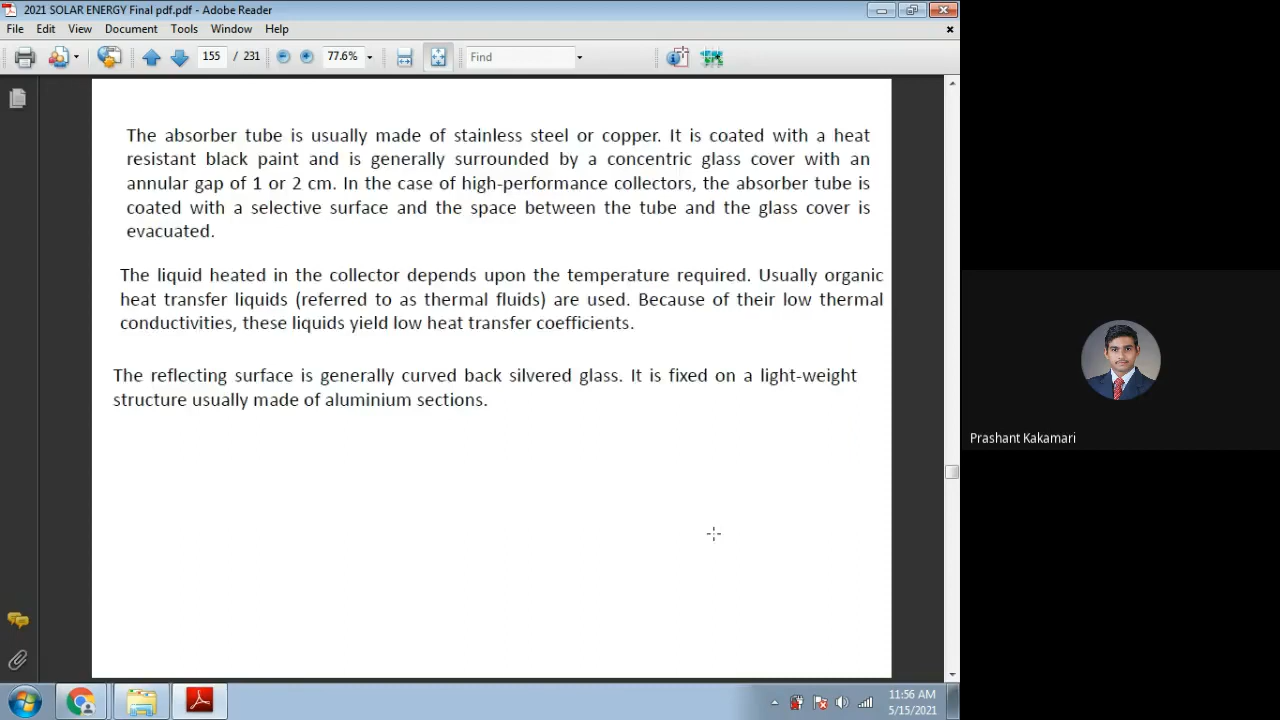 2021 SOLAR ENERGY Final pdf.pdf - Adobe Reader
File Edit View Document Tools Window Help
155 / 231 77.6% Find
The absorber tube is usually made of stainless steel or copper. It is coated with a heat
resistant black paint and is generally surrounded by a concentric glass cover with an
annular gap of 1 or 2 cm. In the case of high-performance collectors, the absorber tube is
coated with a selective surface and the space between the tube and the glass cover is
evacuated.
The liquid heated in the collector depends upon the temperature required. Usually organic
heat transfer liquids (referred to as thermal fluids) are used. Because of their low thermal
conductivities, these liquids yield low heat transfer coefficients.
The reflecting surface is generally curved back silvered glass. It is fixed on a light-weight
structure usually made of aluminium sections.
Prashant Kakamari
11:56 AM
5/15/2021